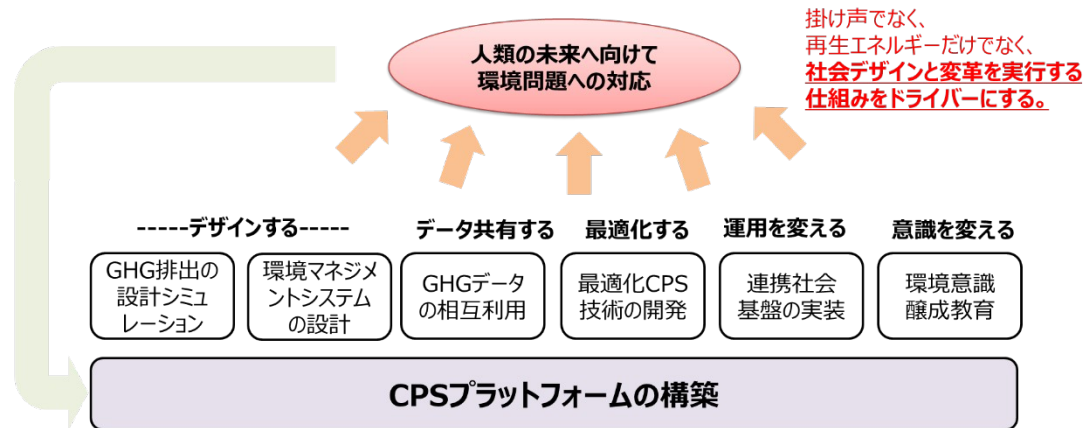 掛け声でなく、
再生エネルギーだけでなく、
社会デザインと変革を実行する
仕組みをドライバーにする。
人類の未来へ向けて
環境問題への対応
-----デザインする-----
データ共有する
最適化する
運用を変える
意識を変える
GHG排出の
設計シミュ
レーション
環境マネジメ
ントシステム
の設計
GHGデータ
の相互利用
最適化CPS
技術の開発
連携社会
基盤の実装
環境意識
醸成教育
CPSプラットフォームの構築